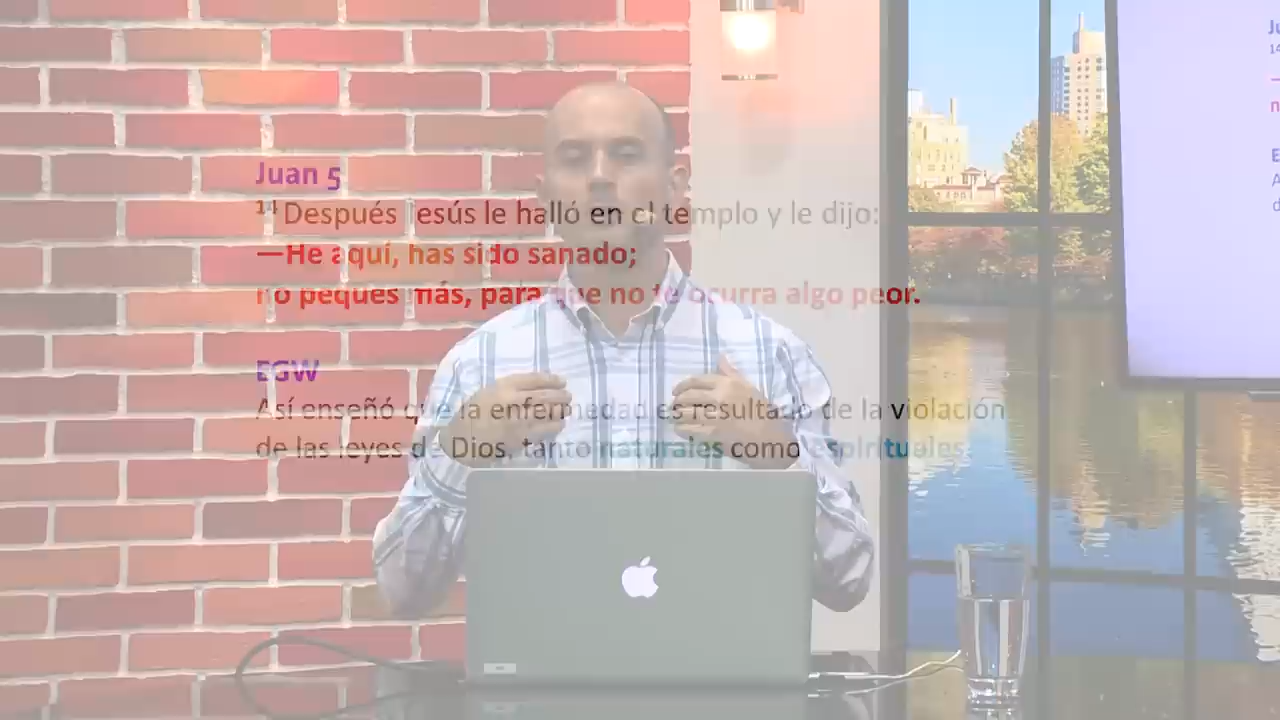 Juan 5
¹⁴ Después Jesús le halló en el templo y le dijo:
—He aquí, has sido sanado;
no peques más, para que no te ocurra algo peor.
EGW
Así enseñó que la enfermedad es resultado de la violación
de las leyes de Dios, tanto naturales como espirituales.